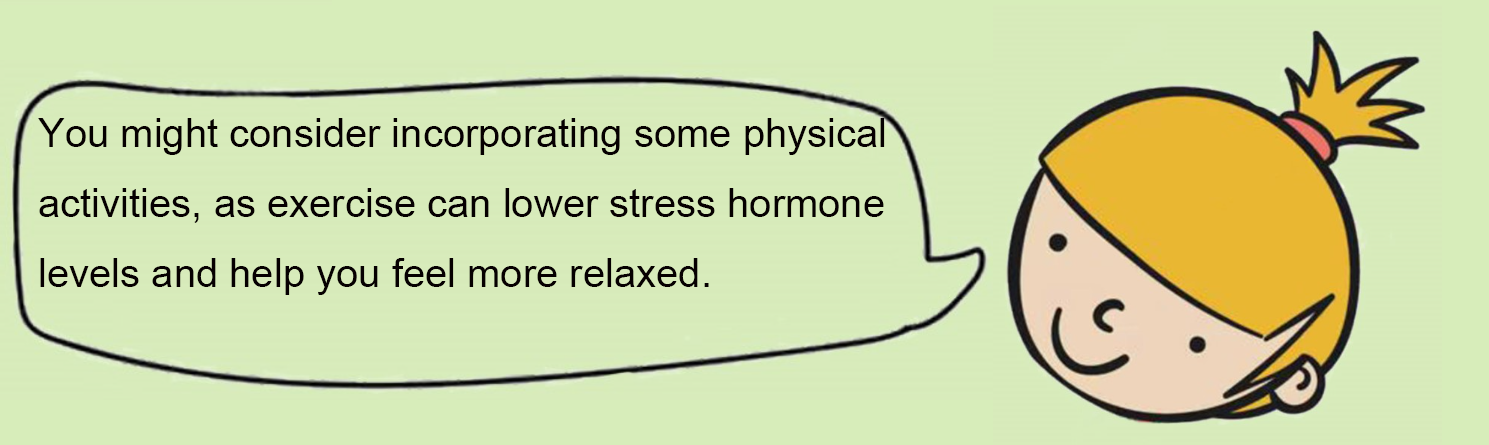 You might consider incorporating some physical
activities, as exercise can lower stress hormone
levels and help you feel more relaxed.